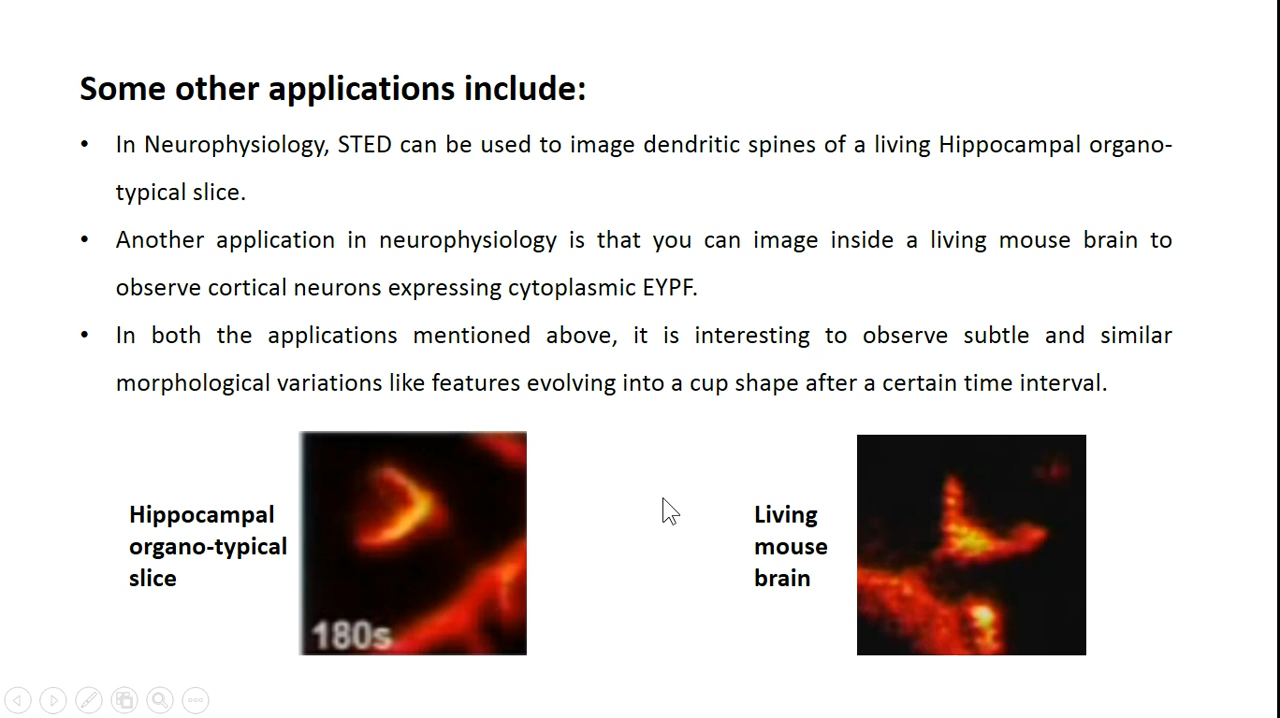 Some other applications include:
• In Neurophysiology, STED can be used to image dendritic spines of a living Hippocampal organo-
typical slice.
• Another application in neurophysiology is that you can image inside a living mouse brain to
observe cortical neurons expressing cytoplasmic EYPF.
• In both the applications mentioned above, it is interesting to observe subtle and similar
morphological variations like features evolving into a cup shape after a certain time interval.
Hippocampal
organo-typical
slice
180s
Living
mouse
brain